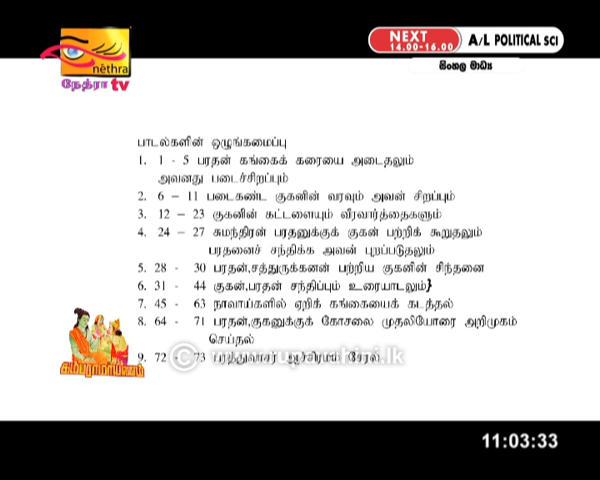 NEXT
14.00-16.00
A/L POLITICAL SCI
සිංහල මාධ්‍ය
nēthra
நேத்ரா tv
பாடல்களின் ஒழுங்கமைப்பு
1. 1 - 5 பரதன் கங்கைக் கரையை அடைதலும்
அவனது படைச்சிறப்பும்
2. 6 – 11 படைகண்ட குகனின் வரவும் அவன் சிறப்பும்
3. 12 – 23 குகனின் கட்டளையும் வீரவார்த்தைகளும்
4. 24 – 27 சுமந்திரன் பரதனுக்குக் குகன் பற்றிக் கூறுதலும்
பரதனைச் சந்திக்க அவன் புறப்படுதலும்
5. 28 - 30 பரதன்,சத்துருக்கனன் பற்றிய குகனின் சிந்தனை
6. 31 - 44 குகன்,பரதன் சந்திப்பும் உரையாடலும்}
7. 45 - 63 நாவாய்களில் ஏறிக் கங்கையைக் கடத்தல்
8. 64 - 71 பரதன்,குகனுக்குக் கோசலை முதலியோரை அறிமுகம்
செய்தல்
9. 72 - 73 பரத்துவாசர் ஆச்சிரமம் சேரல்
கம்பராமாயணம்
11:03:33